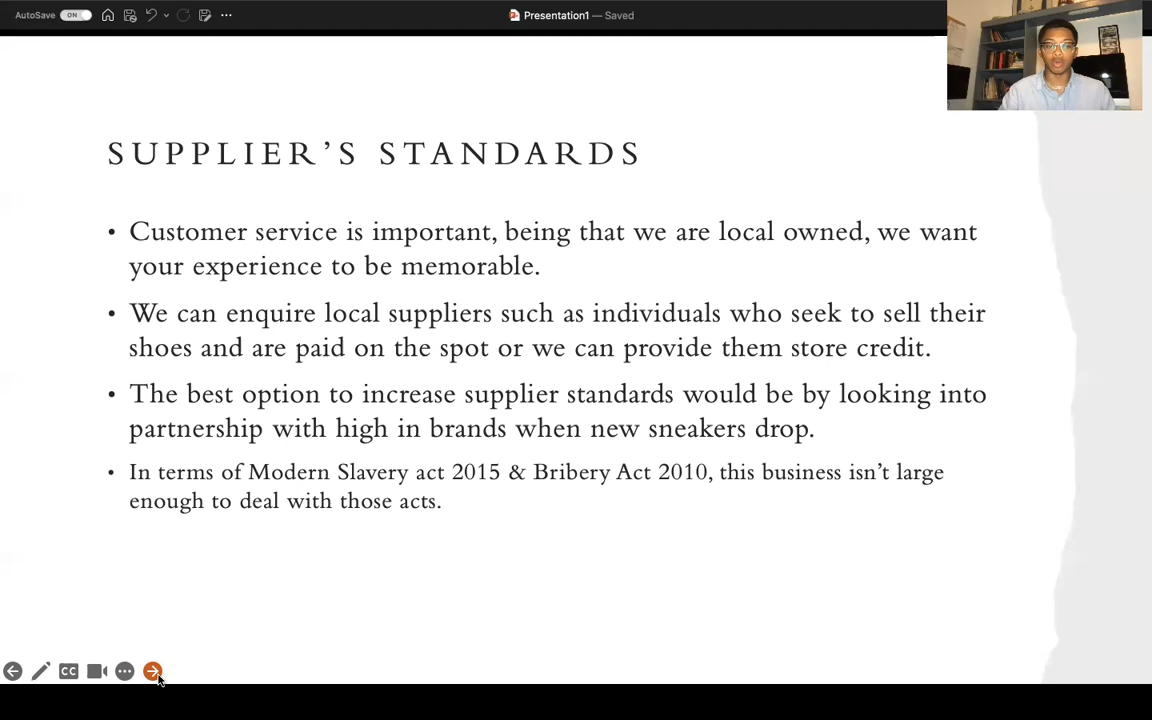 AutoSave ON
Presentation1 — Saved
SUPPLIER’S STANDARDS
• Customer service is important, being that we are local owned, we want
your experience to be memorable.
• We can enquire local suppliers such as individuals who seek to sell their
shoes and are paid on the spot or we can provide them store credit.
• The best option to increase supplier standards would be by looking into
partnership with high in brands when new sneakers drop.
• In terms of Modern Slavery act 2015 & Bribery Act 2010, this business isn’t large
enough to deal with those acts.
CC